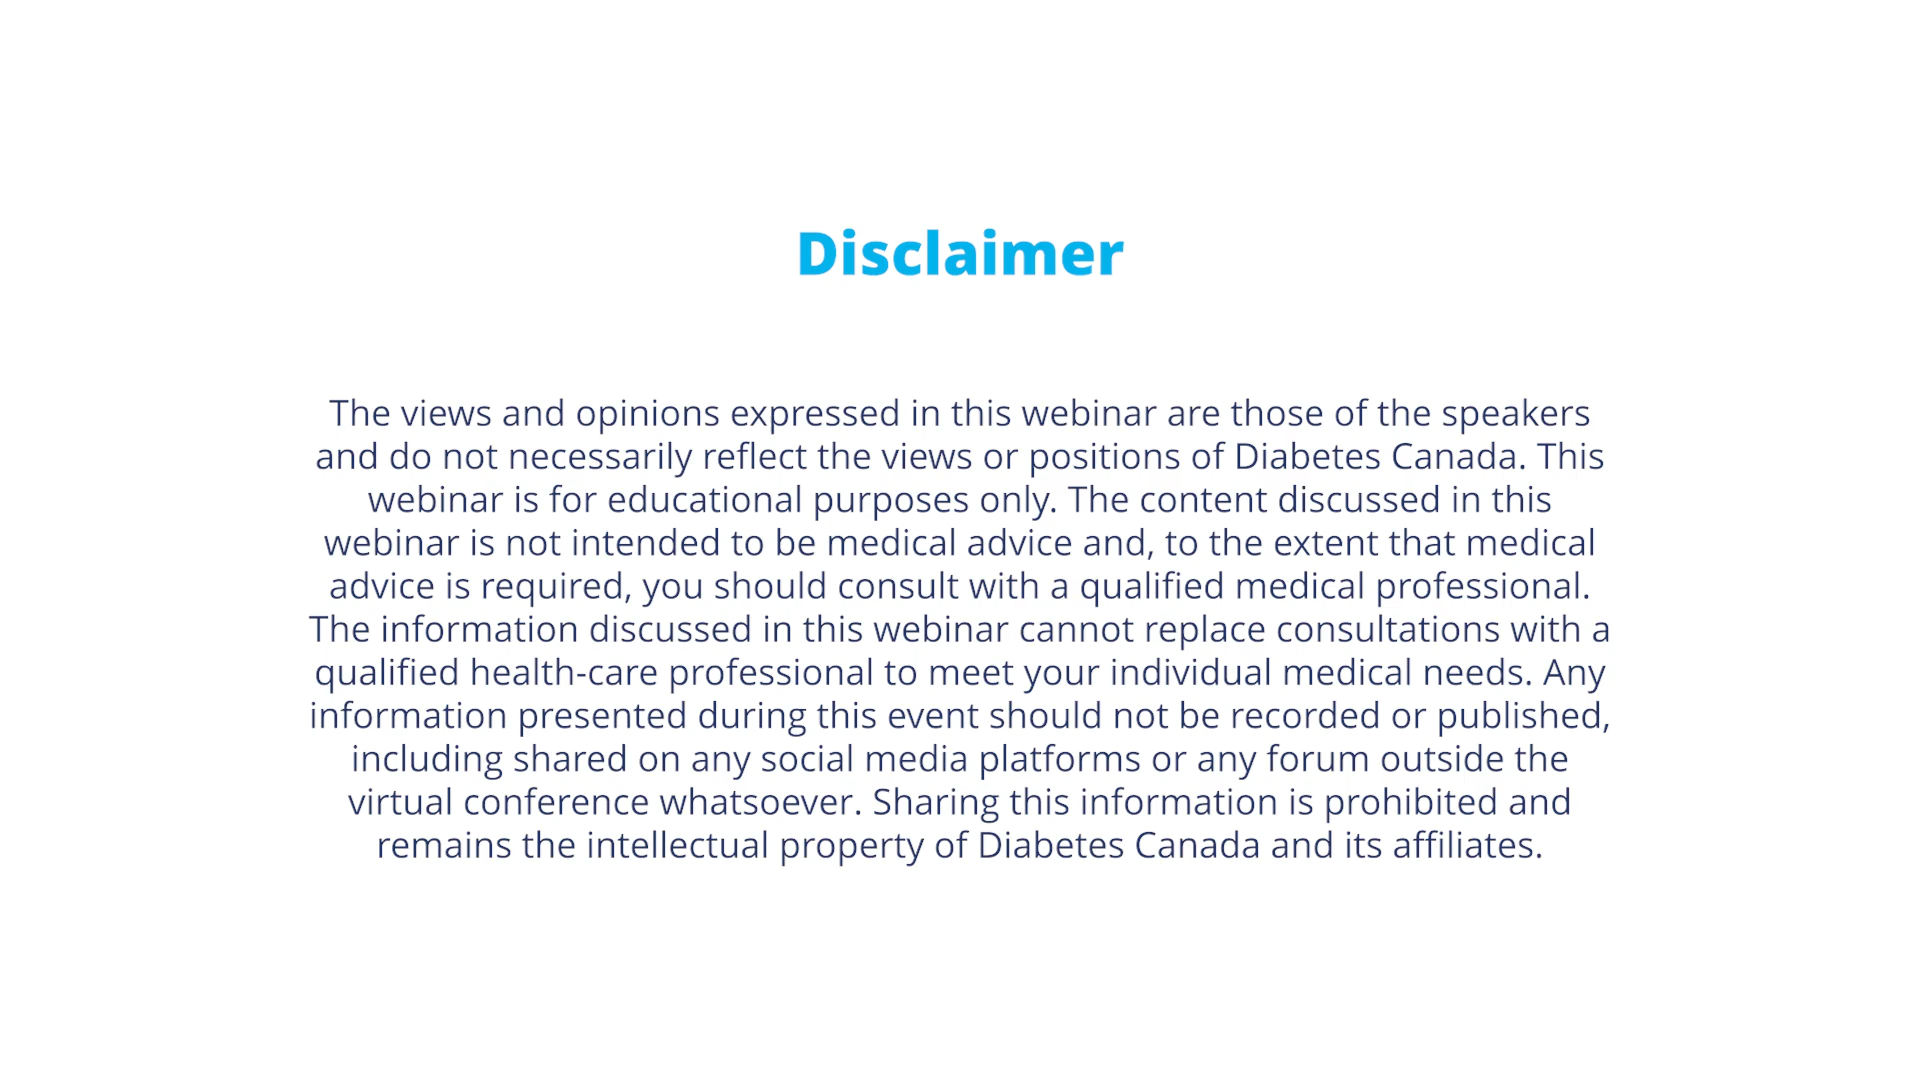 Disclaimer
The views and opinions expressed in this webinar are those of the speakers
and do not necessarily reflect the views or positions of Diabetes Canada. This
webinar is for educational purposes only. The content discussed in this
webinar is not intended to be medical advice and, to the extent that medical
advice is required, you should consult with a qualified medical professional.
The information discussed in this webinar cannot replace consultations with a
qualified health-care professional to meet your individual medical needs. Any
information presented during this event should not be recorded or published,
including shared on any social media platforms or any forum outside the
virtual conference whatsoever. Sharing this information is prohibited and
remains the intellectual property of Diabetes Canada and its affiliates.